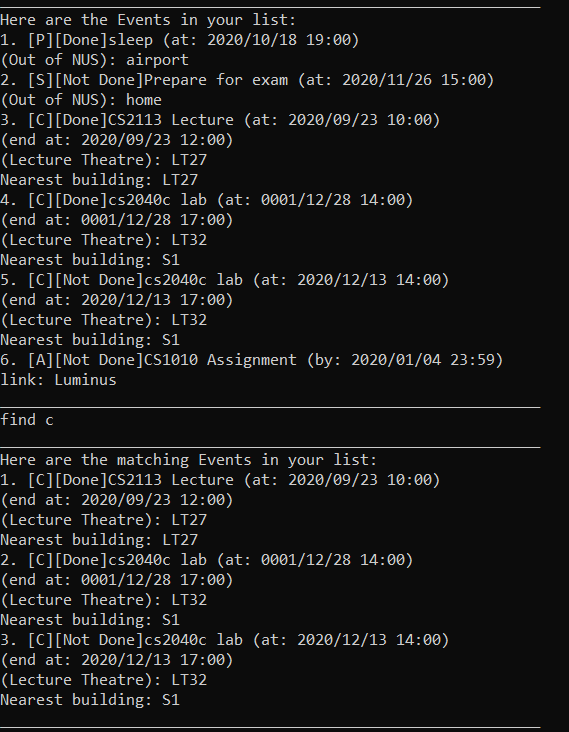 Here are the Events in your list:
1. [P][Done]sleep (at: 2020/10/18 19:00)
(Out of NUS): airport
2. [S][Not Done]Prepare for exam (at: 2020/11/26 15:00)
(Out of NUS): home
3. [C][Done]CS2113 Lecture (at: 2020/09/23 10:00)
(end at: 2020/09/23 12:00)
(Lecture Theatre): LT27
Nearest building: LT27
4. [C][Done]cs2040c lab (at: 0001/12/28 14:00)
(end at: 0001/12/28 17:00)
(Lecture Theatre): LT32
Nearest building: S1
5. [C][Not Done]cs2040c lab (at: 2020/12/13 14:00)
(end at: 2020/12/13 17:00)
(Lecture Theatre): LT32
Nearest building: S1
6. [A][Not Done]CS1010 Assignment (by: 2020/01/04 23:59)
link: Luminus
find c
Here are the matching Events in your list:
1. [C][Done]CS2113 Lecture (at: 2020/09/23 10:00)
(end at: 2020/09/23 12:00)
(Lecture Theatre): LT27
Nearest building: LT27
2. [C][Done]cs2040c lab (at: 0001/12/28 14:00)
(end at: 0001/12/28 17:00)
(Lecture Theatre): LT32
Nearest building: S1
3. [C][Not Done]cs2040c lab (at: 2020/12/13 14:00)
(end at: 2020/12/13 17:00)
(Lecture Theatre): LT32
Nearest building: S1